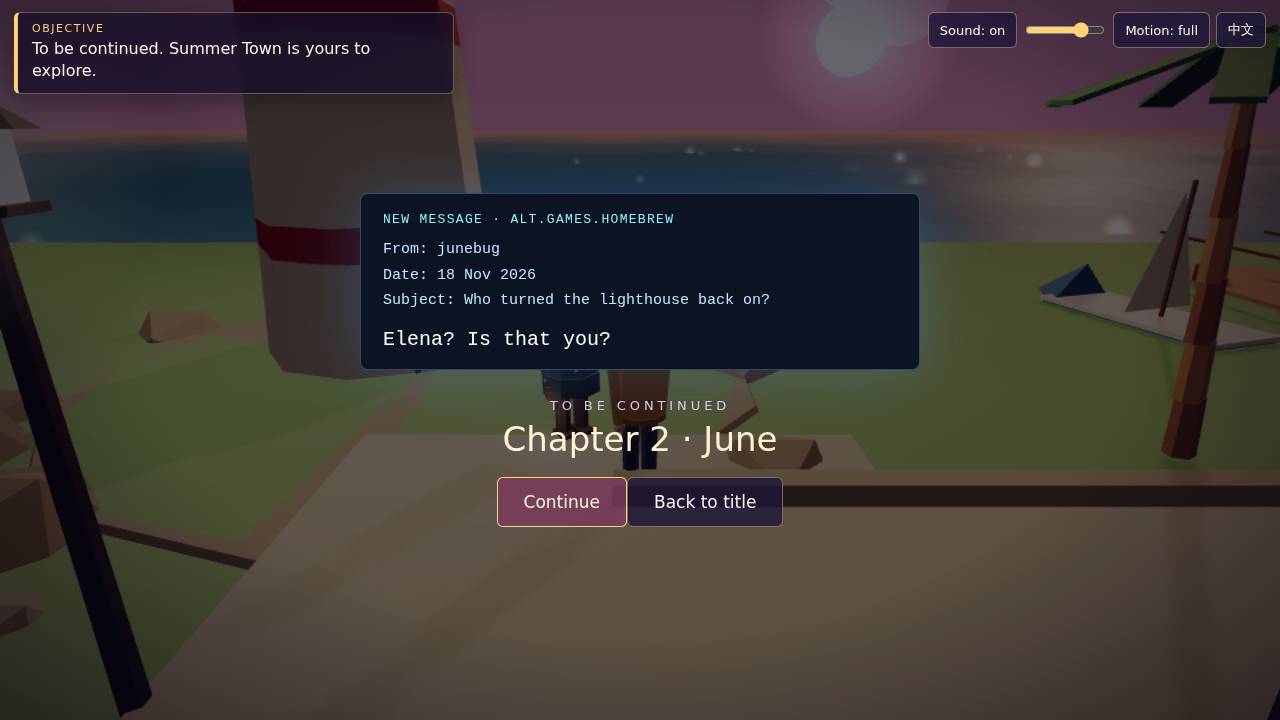 OBJECTIVE
To be continued. Summer Town is yours to
explore.
Sound: on
Motion: full
中文
NEW MESSAGE · ALT.GAMES.HOMEBREW
From: junebug
Date: 18 Nov 2026
Subject: Who turned the lighthouse back on?
Elena? Is that you?
TO BE CONTINUED
Chapter 2 · June
Continue
Back to title